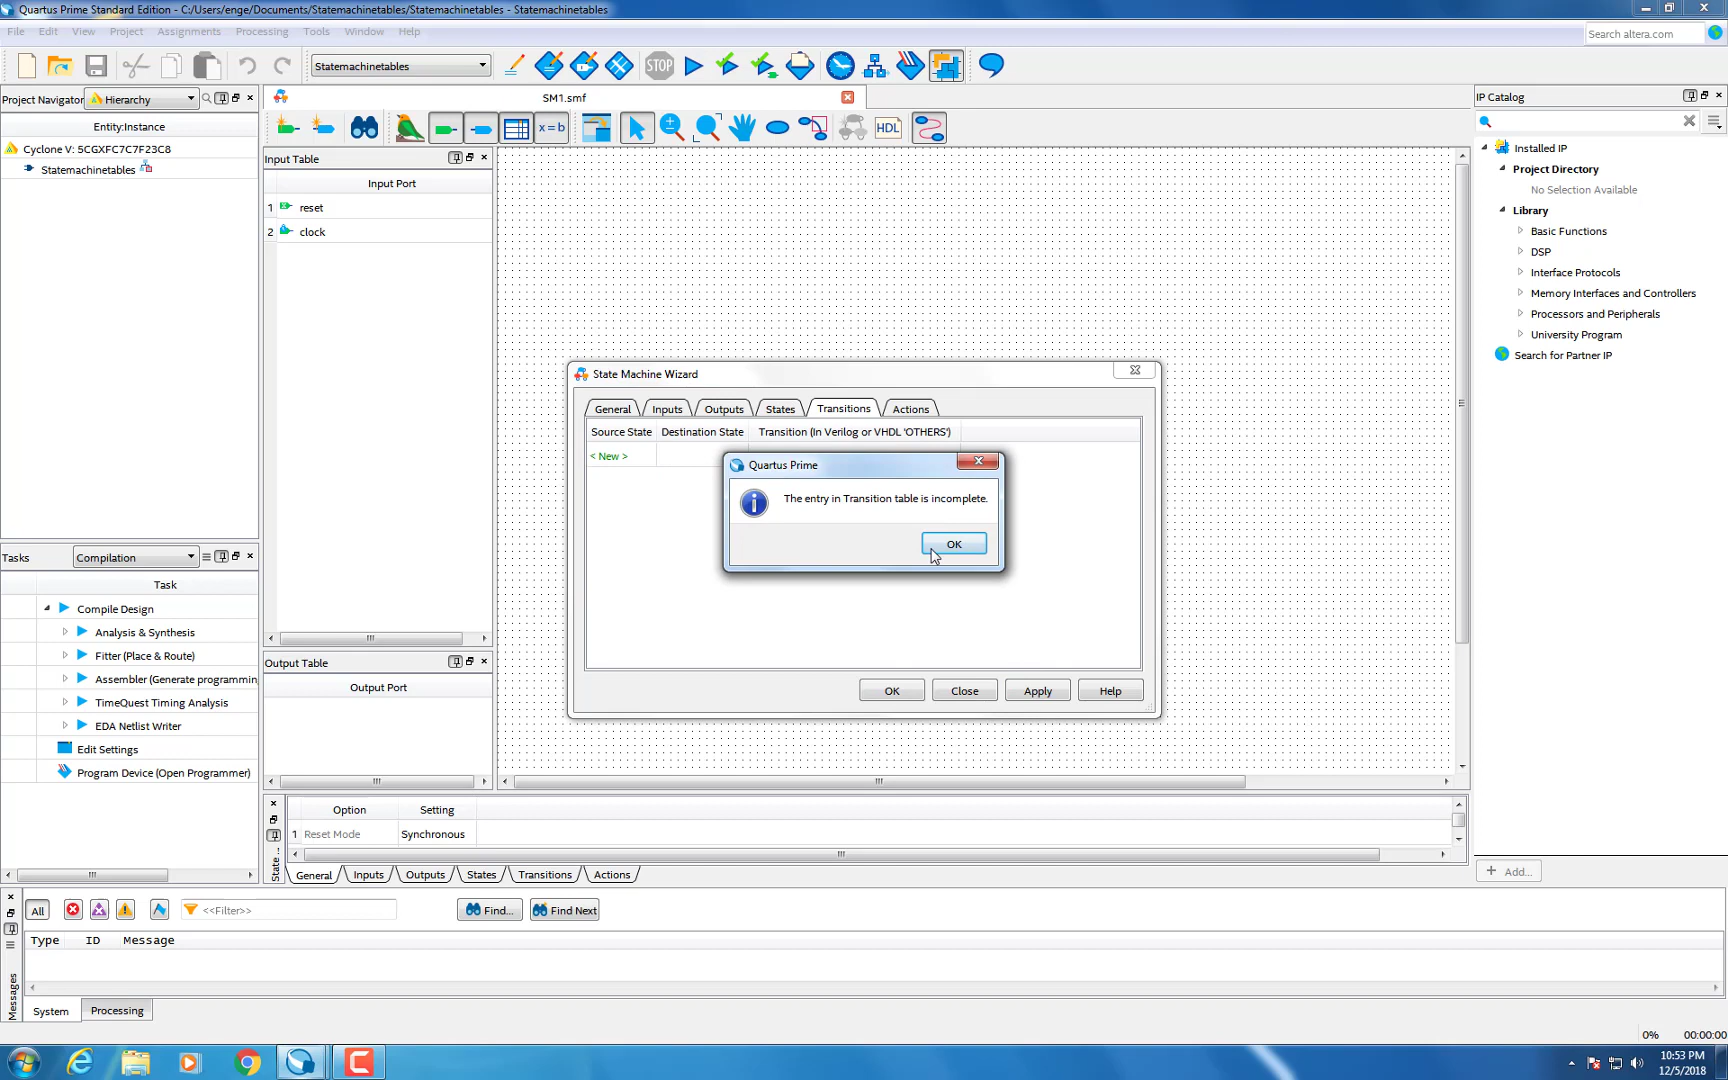 Quartus Prime Standard Edition - C:/Users/enge/Documents/Statemachinetables/Statemachinetables - Statemachinetables
File Edit View Project Assignments Processing Tools Window Help
Search altera.com
Statemachinetables
STOP
Project Navigator
Hierarchy
SM1.smf
IP Catalog
Entity:Instance
Cyclone V: 5CGXFC7C7F23C8
Statemachinetables
x=b
HDL
Input Table
Input Port
1 reset
2 clock
Installed IP
Project Directory
No Selection Available
Library
Basic Functions
DSP
Interface Protocols
Memory Interfaces and Controllers
Processors and Peripherals
University Program
Search for Partner IP
State Machine Wizard
General Inputs Outputs States Transitions Actions
Source State Destination State Transition (In Verilog or VHDL 'OTHERS')
< New >
Quartus Prime
The entry in Transition table is incomplete.
OK
OK Close Apply Help
Tasks
Compilation
Task
Compile Design
Analysis & Synthesis
Fitter (Place & Route)
Assembler (Generate programmin
TimeQuest Timing Analysis
EDA Netlist Writer
Edit Settings
Program Device (Open Programmer)
Output Table
Output Port
State ...
Option Setting
1 Reset Mode Synchronous
General Inputs Outputs States Transitions Actions
Add...
All
<<Filter>>
Find...
Find Next
Type ID Message
Messages
System Processing
0% 00:00:00
10:53 PM
12/5/2018